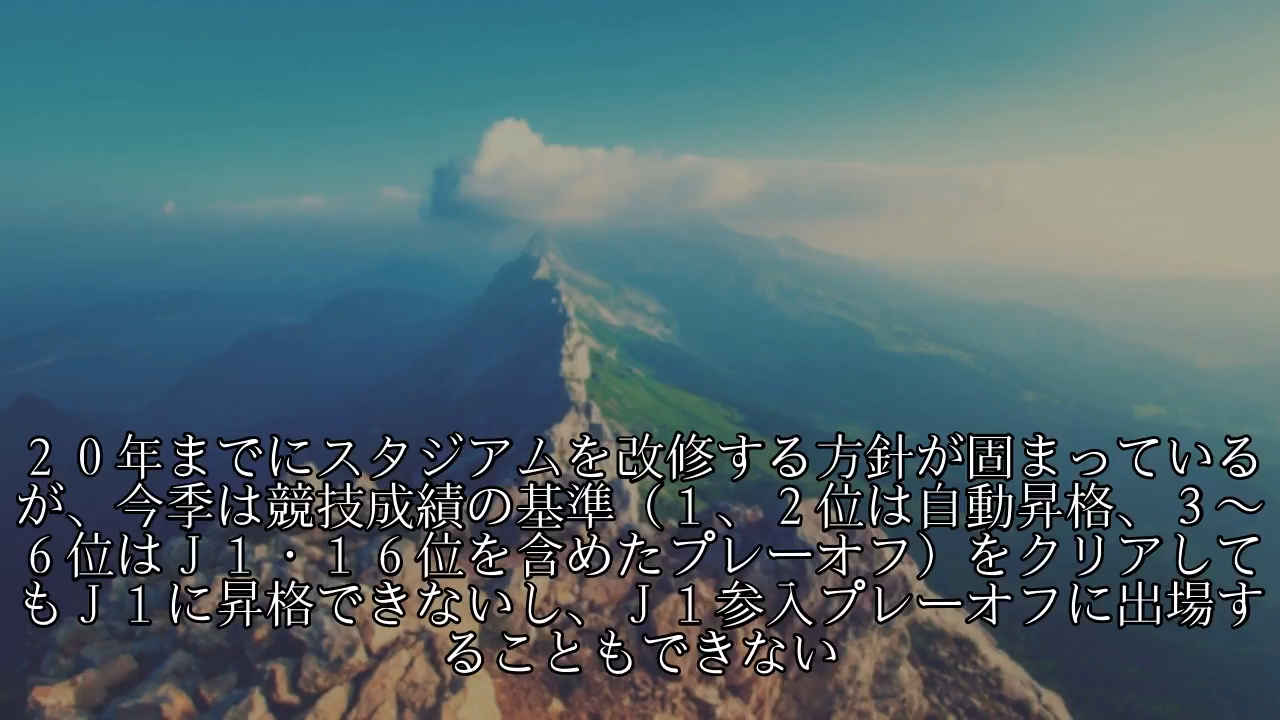 ２０年までにスタジアムを改修する方針が固まっている
が、今季は競技成績の基準（１、２位は自動昇格、３～
６位はＪ１・１６位を含めたプレーオフ）をクリアして
もＪ１に昇格できないし、Ｊ１参入プレーオフに出場す
ることもできない